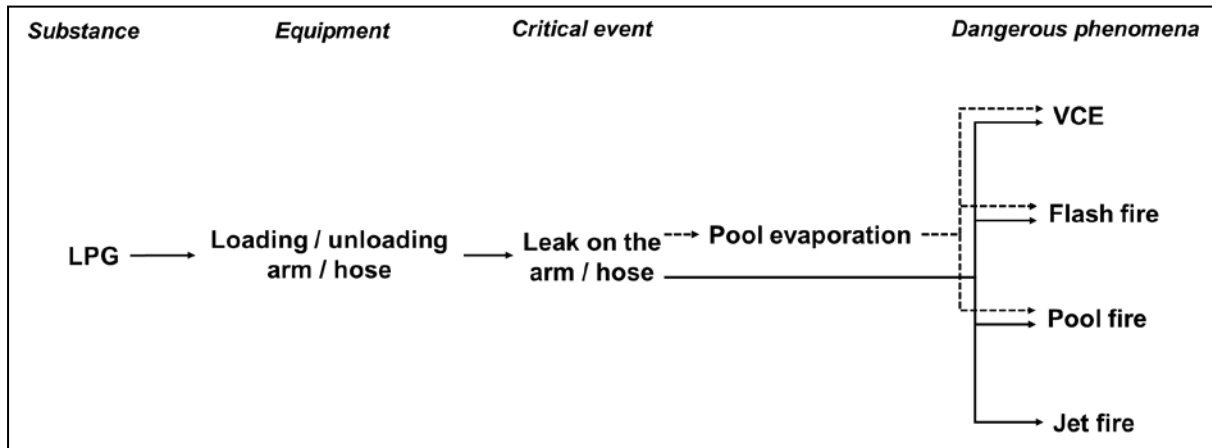 Substance Equipment Critical event Dangerous phenomena
VCE
Flash fire
LPG Loading / unloading arm / hose Leak on the arm / hose Pool evaporation
Pool fire
Jet fire